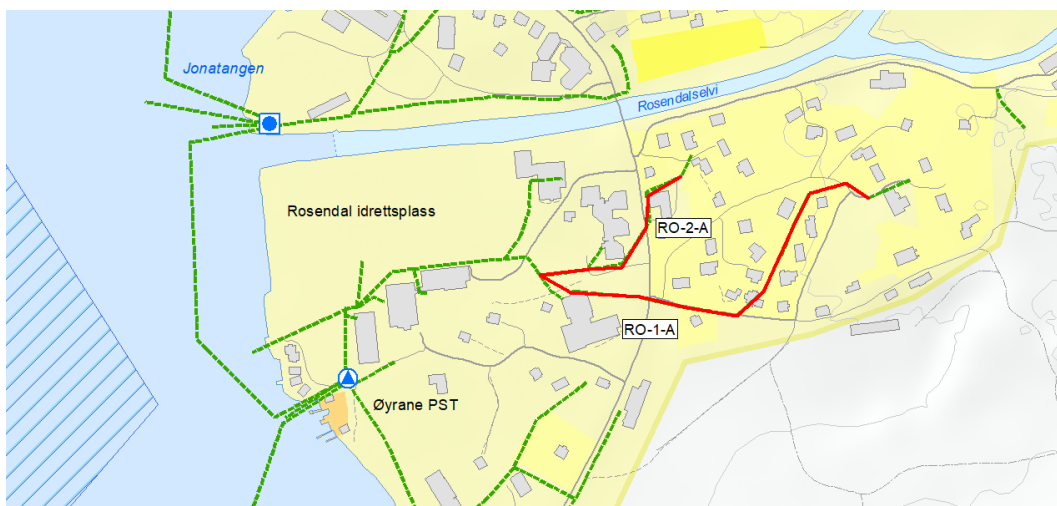 Jonatangen
Rosendalselvi
Rosendal idrettsplass
RO-2-A
RO-1-A
Øyrane PST